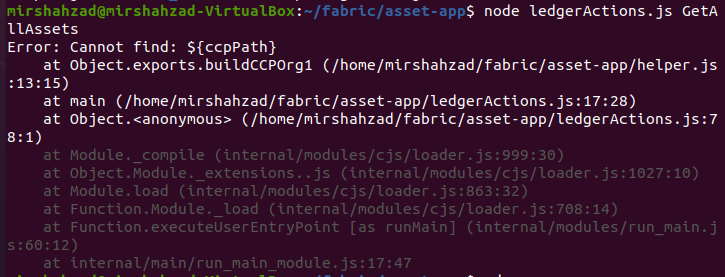 mirshahzad@mirshahzad-VirtualBox:~/fabric/asset-app$ node ledgerActions.js GetA
llAssets
Error: Cannot find: ${ccpPath}
    at Object.exports.buildCCPOrg1 (/home/mirshahzad/fabric/asset-app/helper.js
:13:15)
    at main (/home/mirshahzad/fabric/asset-app/ledgerActions.js:17:28)
    at Object.<anonymous> (/home/mirshahzad/fabric/asset-app/ledgerActions.js:7
8:1)
    at Module._compile (internal/modules/cjs/loader.js:999:30)
    at Object.Module._extensions..js (internal/modules/cjs/loader.js:1027:10)
    at Module.load (internal/modules/cjs/loader.js:863:32)
    at Function.Module._load (internal/modules/cjs/loader.js:708:14)
    at Function.executeUserEntryPoint [as runMain] (internal/modules/run_main.j
s:60:12)
    at internal/main/run_main_module.js:17:47